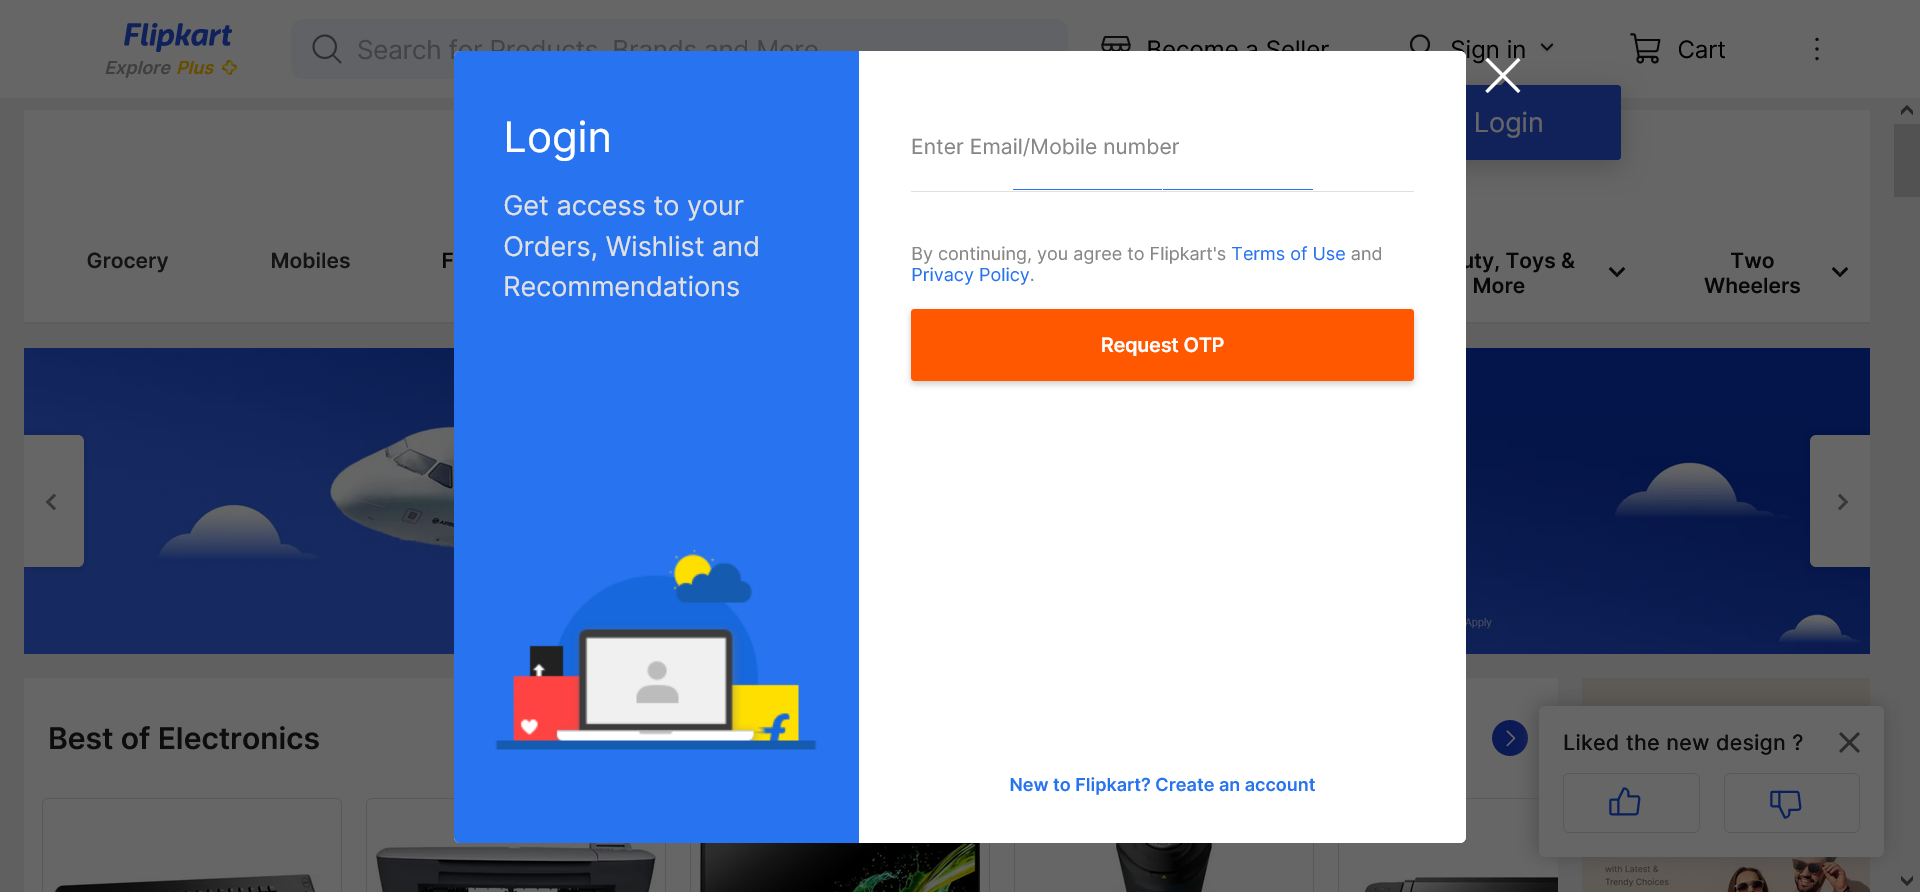 Flipkart
Explore Plus
Search for Products, Brands and More
Become a Seller
Sign in
Cart
Login
Login
Get access to your
Orders, Wishlist and
Recommendations
Enter Email/Mobile number
By continuing, you agree to Flipkart's Terms of Use and
Privacy Policy.
Request OTP
New to Flipkart? Create an account
Grocery
Mobiles
F
uty, Toys &
More
Two
Wheelers
Apply
Best of Electronics
Liked the new design ?
with Latest &
Trendy Choices